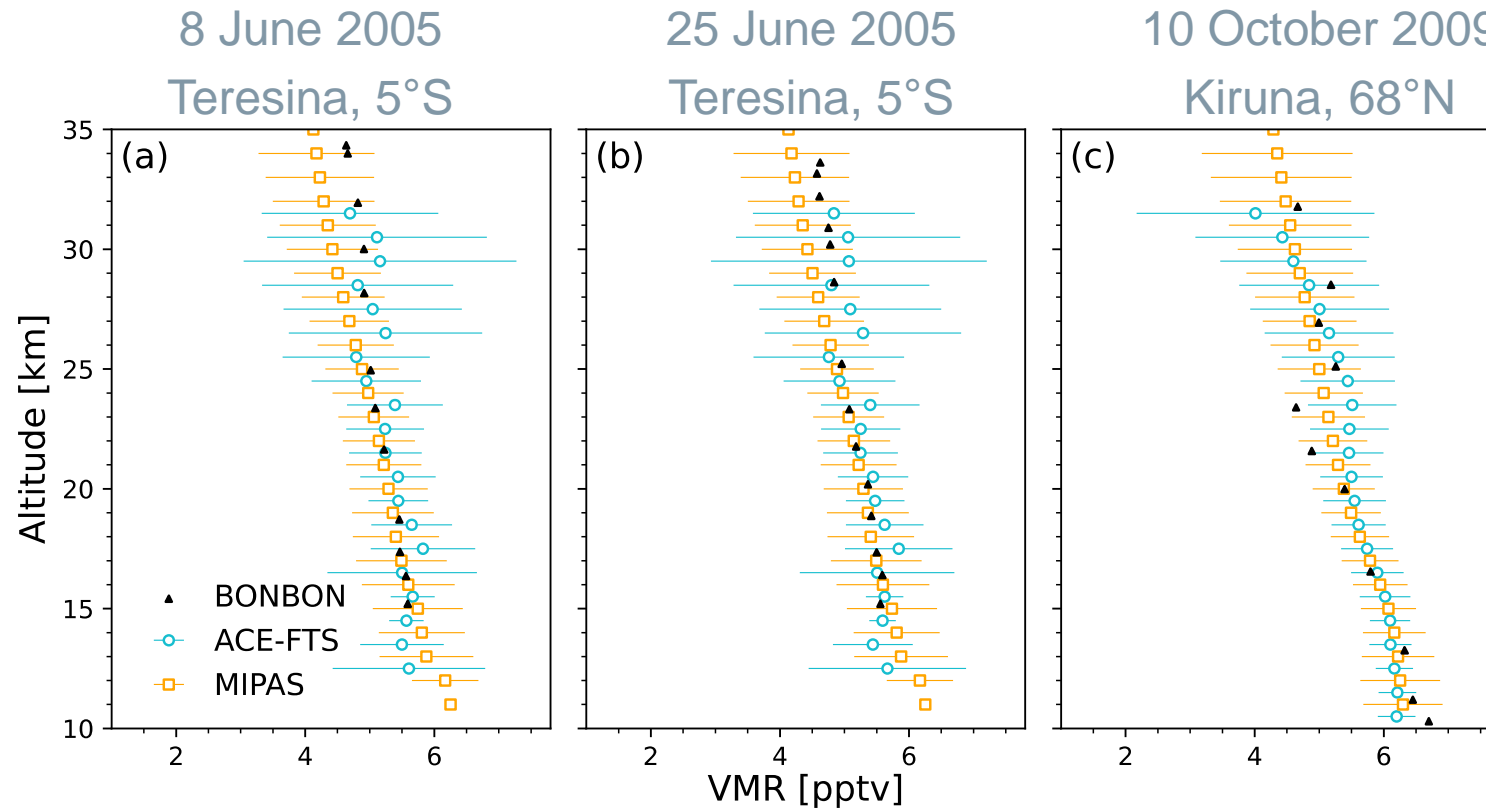 8 June 2005
Teresina, 5°S
25 June 2005
Teresina, 5°S
10 October 2009
Kiruna, 68°N
(a)
(b)
(c)
35
30
25
20
15
10
Altitude [km]
BONBON
ACE-FTS
MIPAS
2 4 6
2 4 6
2 4 6
VMR [pptv]